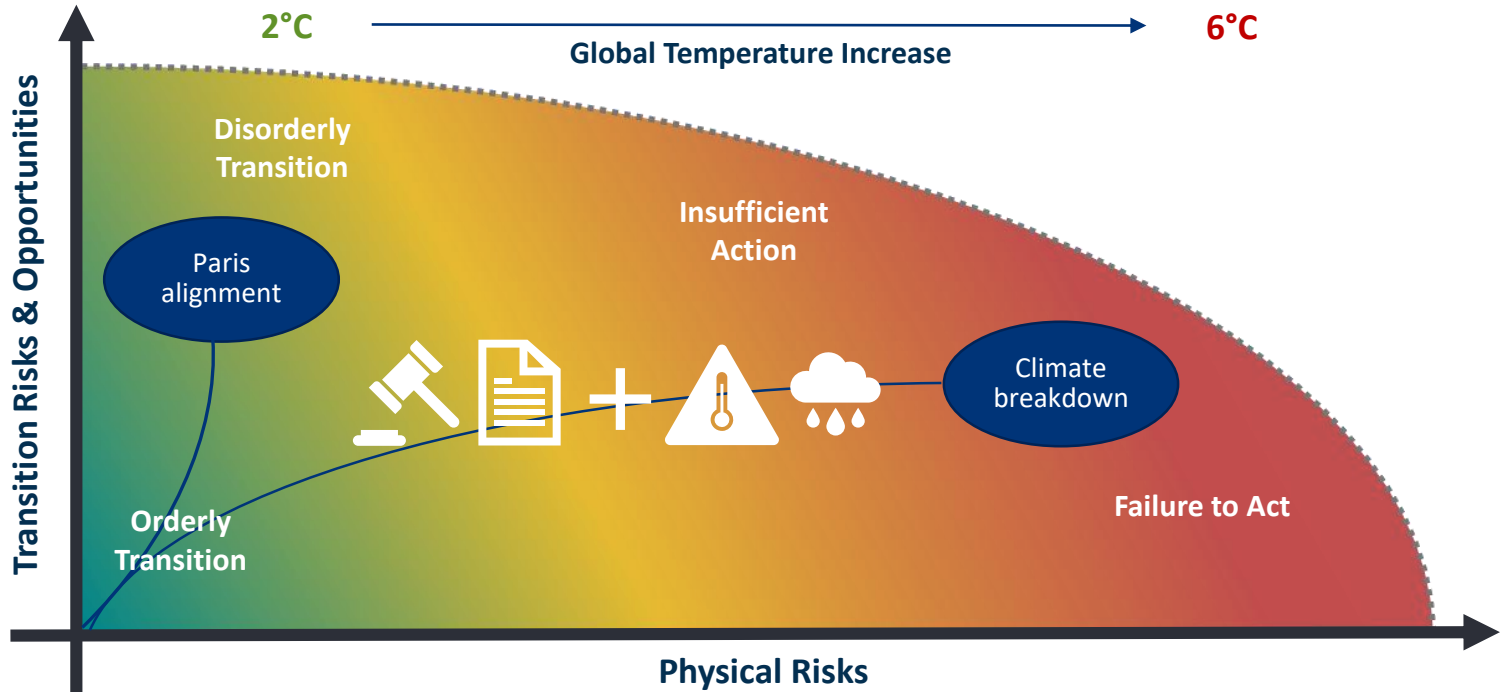 2°C
6°C
Global Temperature Increase
Transition Risks & Opportunities
Disorderly
Transition
Insufficient
Action
Paris
alignment
Climate
breakdown
Orderly
Transition
Failure to Act
Physical Risks